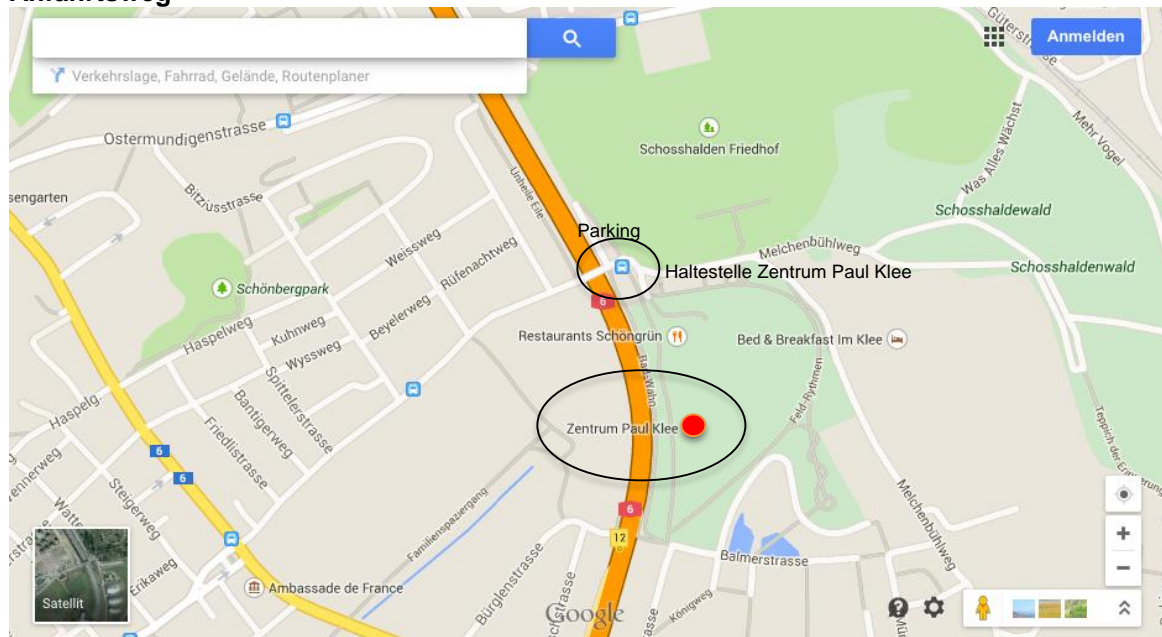 Güterstrasse
Anmelden
Verkehrslage, Fahrrad, Gelände, Routenplaner
Ostermundigenstrasse
Schosshalden Friedhof
Was Alles Wächst
Mehr Vogel
sengarten
Bitziusstrasse
Unheile Eile
Schosshaldewald
Parking
Weissweg
Rüfenachtweg
Melchenbühlweg
Haltestelle Zentrum Paul Klee
Schosshaldenwald
Schönbergpark
Beyelerweg
6
Haspelweg
Kuhnweg
Wyssweg
Restaurants Schöngrün
Bed & Breakfast Im Klee
Spittelerstrasse
Bantigerweg
Friedlistrasse
Haspelg
Feld-Rythmen
Zentrum Paul Klee
6
6
Steigerweg
Familienspaziergang
Melchenbühlweg
6
12
Balmerstrasse
Bürglenstrasse
Königweg
Erikaweg
Ambassade de France
Satellit
Google